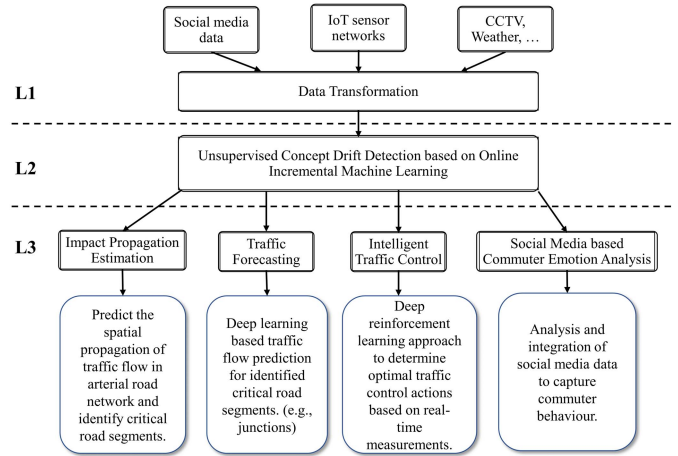 Social media
data
IoT sensor
networks
CCTV,
Weather, …
L1
Data Transformation
L2
Unsupervised Concept Drift Detection based on Online
Incremental Machine Learning
L3
Impact Propagation
Estimation
Traffic
Forecasting
Intelligent
Traffic Control
Social Media based
Commuter Emotion Analysis
Predict the
spatial
propagation of
traffic flow in
arterial road
network and
identify critical
road segments.
Deep learning
based traffic
flow prediction
for identified
critical road
segments. (e.g.,
junctions)
Deep
reinforcement
learning approach
to determine
optimal traffic
control actions
based on real-
time
measurements.
Analysis and
integration of
social media data
to capture
commuter
behaviour.